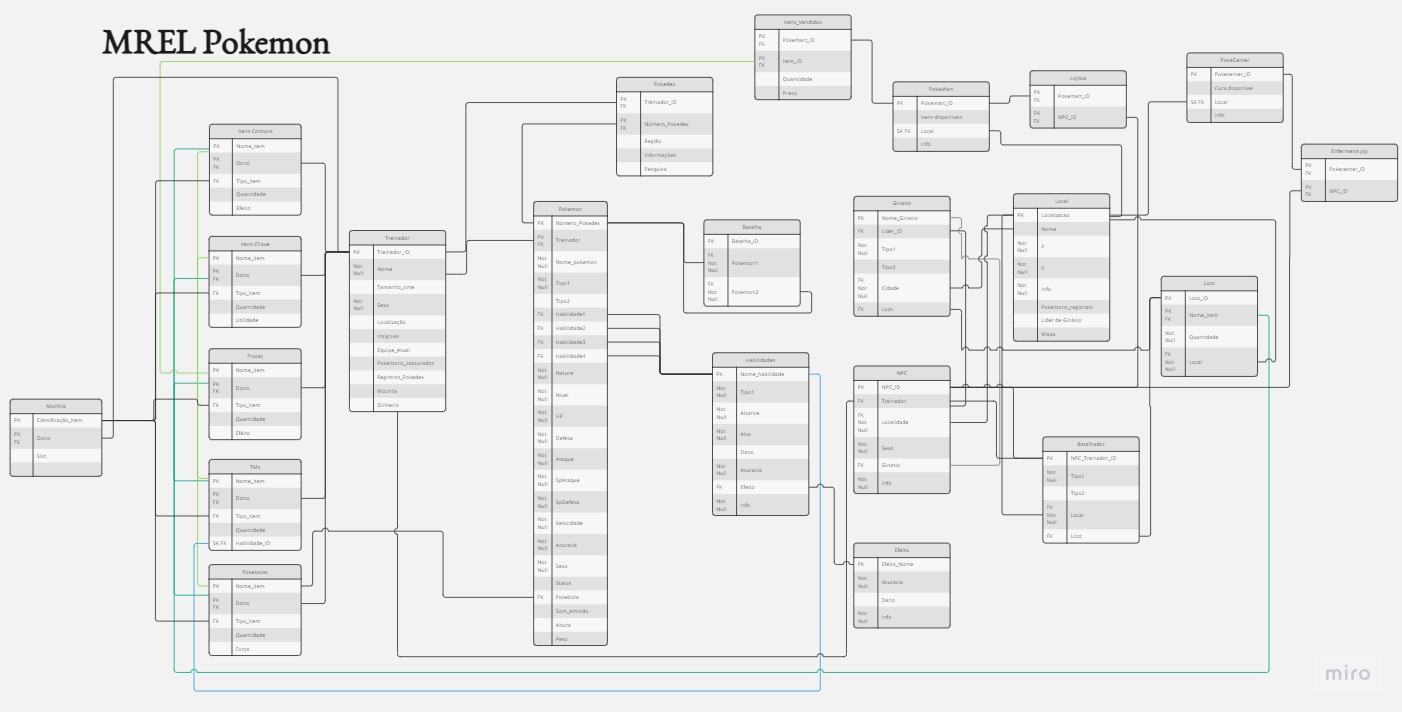 MREL Pokemon
Itens_Vendidos
PK FK Pokemart_ID
PK FK Item_ID
Quantidade
Preco
Pokedex
PK FK Treinador_ID
PK FK Número_Pokedex
Região
Informações
Pesquisa
PokeMart
PK Pokemart_ID
Itens disponiveis
SK FK Local
Info
Lojista
PK FK Pokemart_ID
PK FK NPC_ID
PokeCenter
PK Pokecenter_ID
Cura disponivel
SK FK Local
Info
Enfermeira Joy
PK FK Pokecenter_ID
PK FK NPC_ID
Itens Comuns
PK Nome_item
PK FK Dono
FK Tipo_item
Quantidade
Efeito
Itens Chave
PK Nome_item
PK FK Dono
FK Tipo_item
Quantidade
Utilidade
Frutas
PK Nome_item
PK FK Dono
FK Tipo_item
Quantidade
Efeito
TMs
PK Nome_item
PK FK Dono
FK Tipo_item
Quantidade
SK FK Habilidade_ID
Pokebolas
PK Nome_item
PK FK Dono
FK Tipo_item
Quantidade
Força
Mochila
PK Classificação_item
PK FK Dono
Slot
Treinador
PK Treinador_ID
Not Null Nome
Tamanho_time
Not Null Sexo
Localização
Insignias
Equipe_Atual
Pokemons_capturados
Registros_Pokedex
Mochila
Dinheiro
Pokemon
PK Número_Pokedex
PK FK Treinador
Not Null Nome_pokemon
Not Null Tipo1
Tipo2
FK Habilidade1
FK Habilidade2
FK Habilidade3
FK Habilidade4
Not Null Nature
Not Null Nivel
Not Null HP
Not Null Defesa
Not Null Ataque
Not Null SpAtaque
Not Null SpDefesa
Not Null Velocidade
Not Null Acuracia
Not Null Sexo
Status
FK Pokebola
Som_emitido
Altura
Peso
Batalha
PK Batalha_ID
FK Not Null Pokemon1
FK Not Null Pokemon2
Habilidades
PK Nome_habilidade
Not Null Tipo1
Not Null Alcance
Not Null Alvo
Dano
Not Null Acuracia
FK Efeito
Not Null Info
Ginasio
PK Nome_Ginasio
FK Lider_ID
Not Null Tipo1
Tipo2
FK Not Null Cidade
FK Loot
Local
PK Localizacao
Nome
Not Null X
Not Null Y
Not Null Info
Pokemons_regionais
Lider de Ginásio
Mapa
Loot
PK Loot_ID
PK FK Nome_item
Not Null Quantidade
FK Not Null Local
NPC
PK NPC_ID
FK Treinador
FK Not Null Localidade
Not Null Sexo
FK Ginasio
Not Null Info
Batalhador
PK NPC_Treinador_ID
Not Null Tipo1
Tipo2
FK Not Null Local
FK Loot
Efeito
PK Efeito_Nome
Not Null Acuracia
Dano
Not Null Info
miro